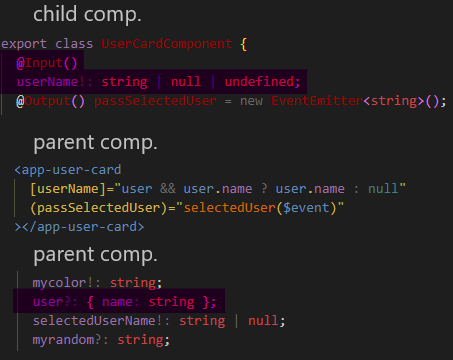 child comp.
export class UserCardComponent {
@Input()
userName!: string | null | undefined;
@Output() passSelectedUser = new EventEmitter<string>();
parent comp.
<app-user-card
[userName]="user && user.name ? user.name : null"
(passSelectedUser)="selectedUser($event)"
></app-user-card>
parent comp.
mycolor!: string;
user?: { name: string };
selectedUserName!: string | null;
myrandom?: string;